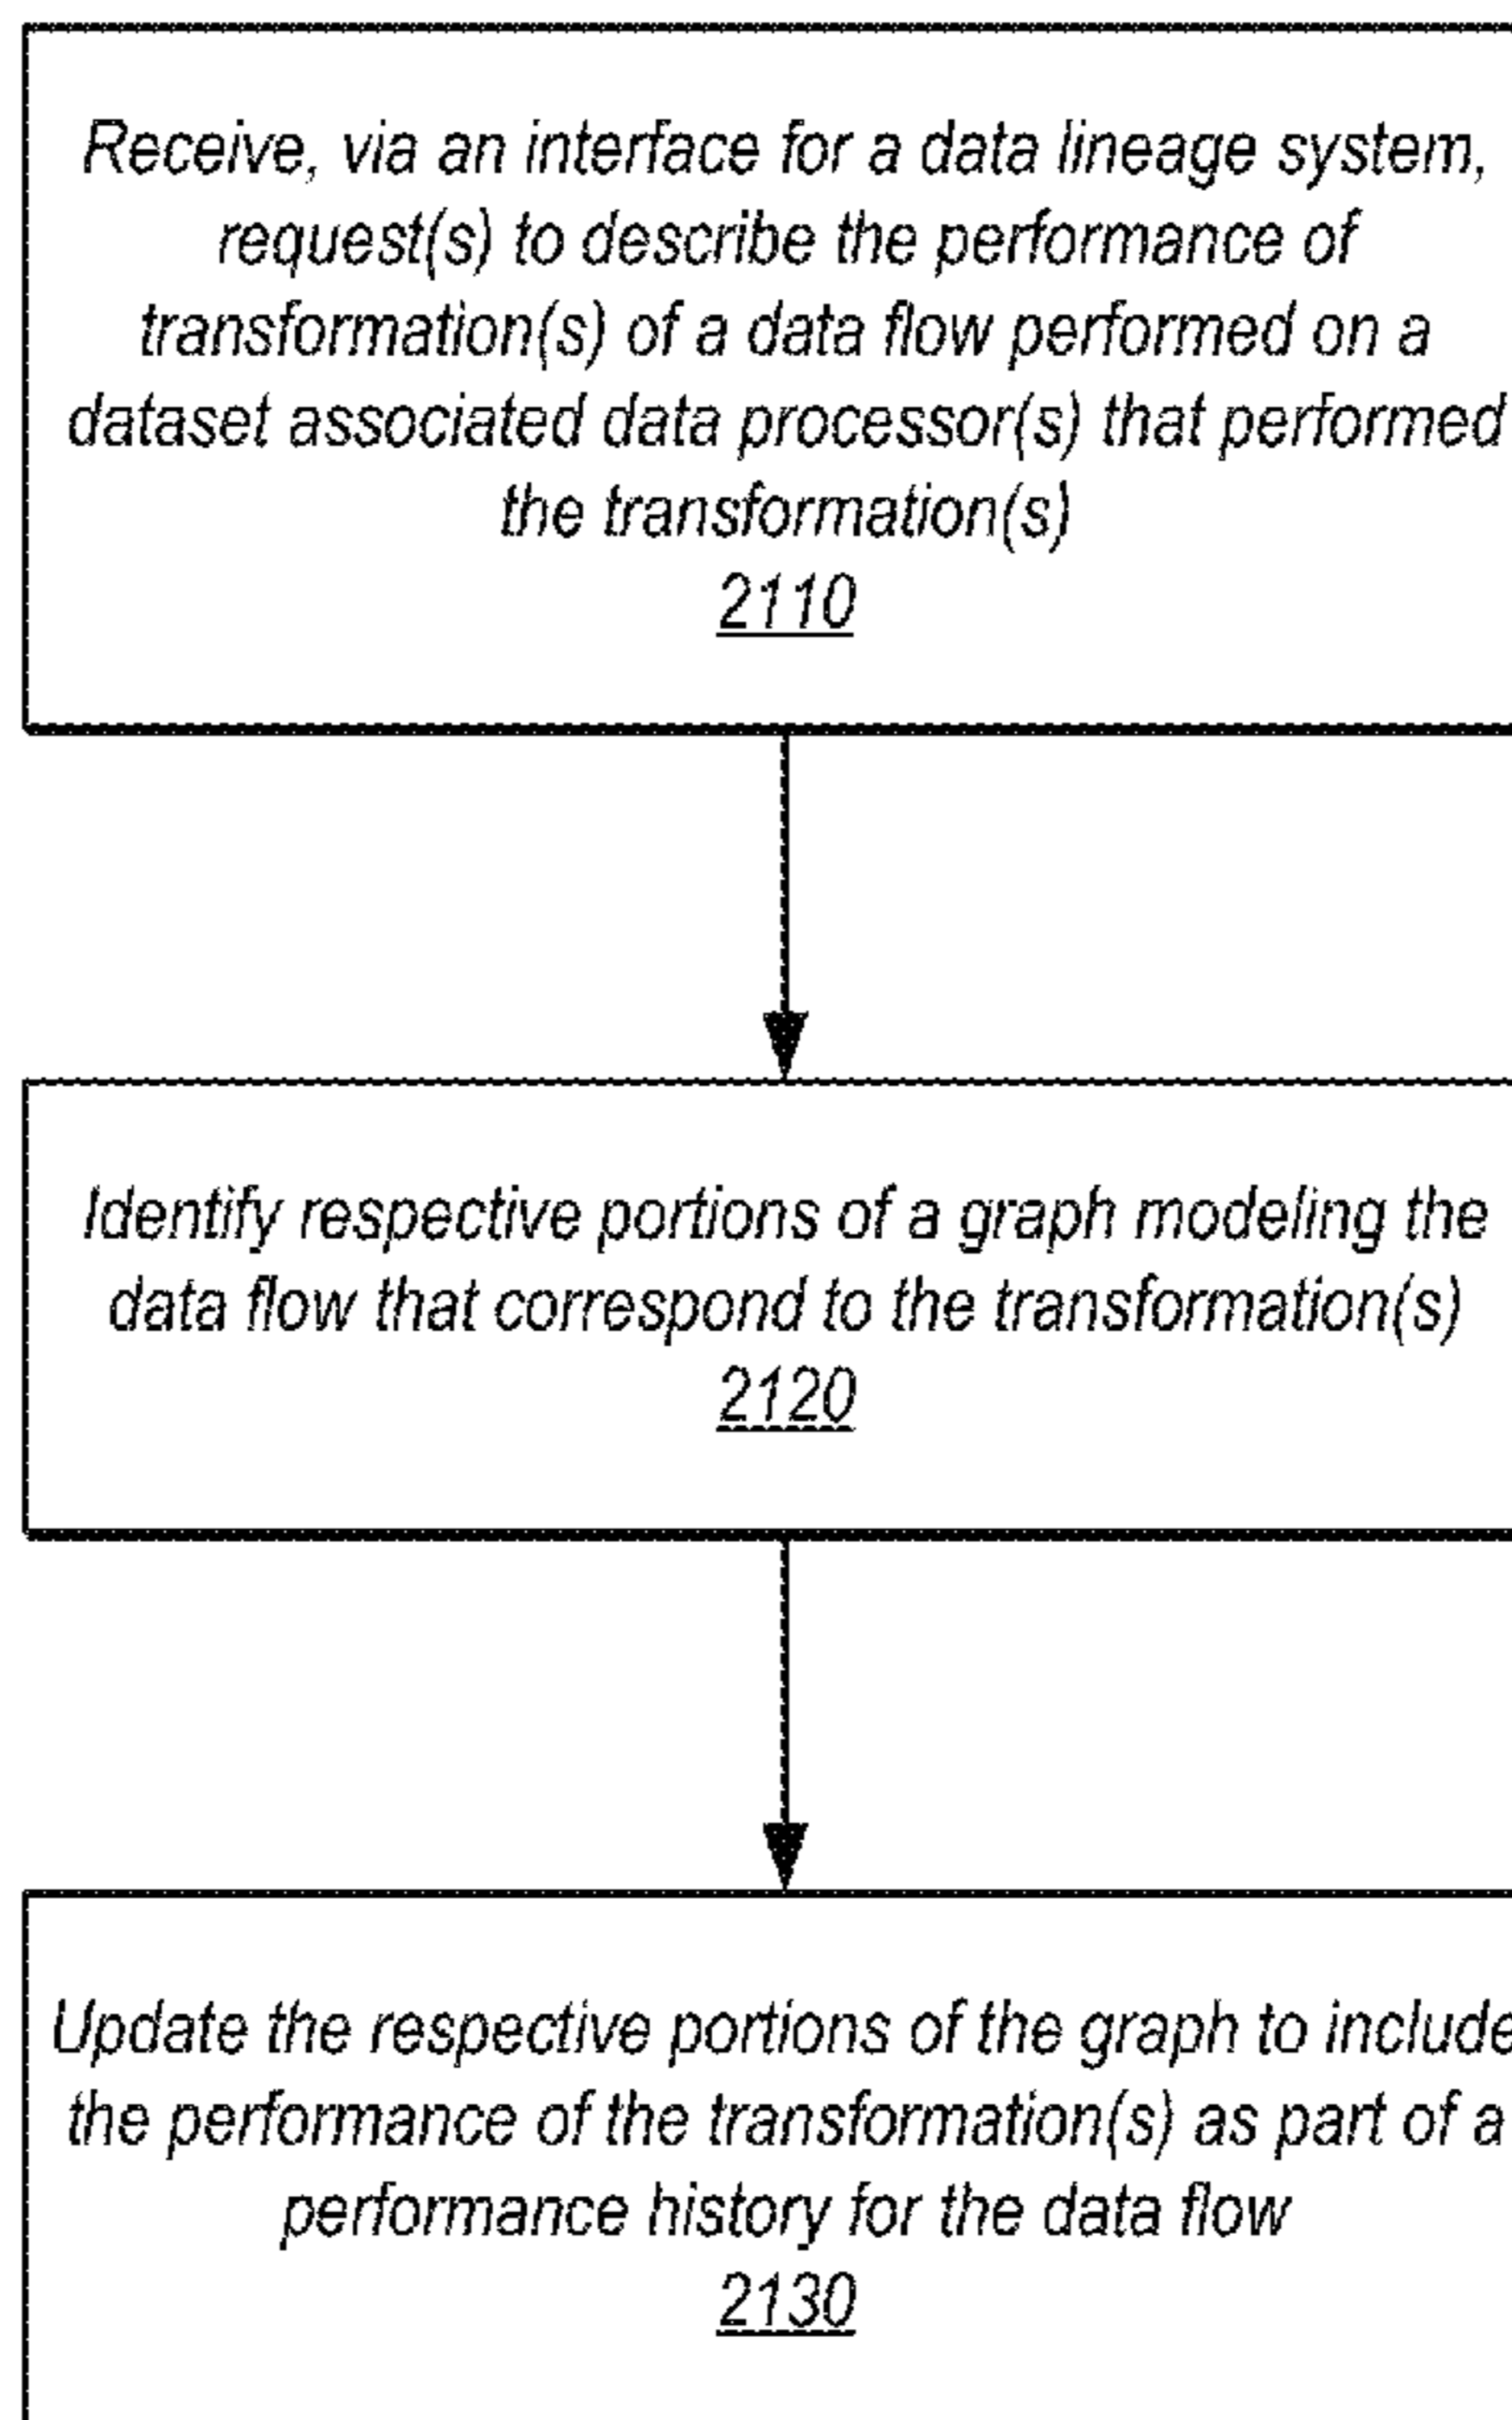 Receive, via an interface for a data lineage system,
request(s) to describe the performance of
transformation(s) of a data flow performed on a
dataset associated data processor(s) that performed
the transformation(s)
2110
Identify respective portions of a graph modeling the
data flow that correspond to the transformation(s)
2120
Update the respective portions of the graph to include
the performance of the transformation(s) as part of a
performance history for the data flow
2130